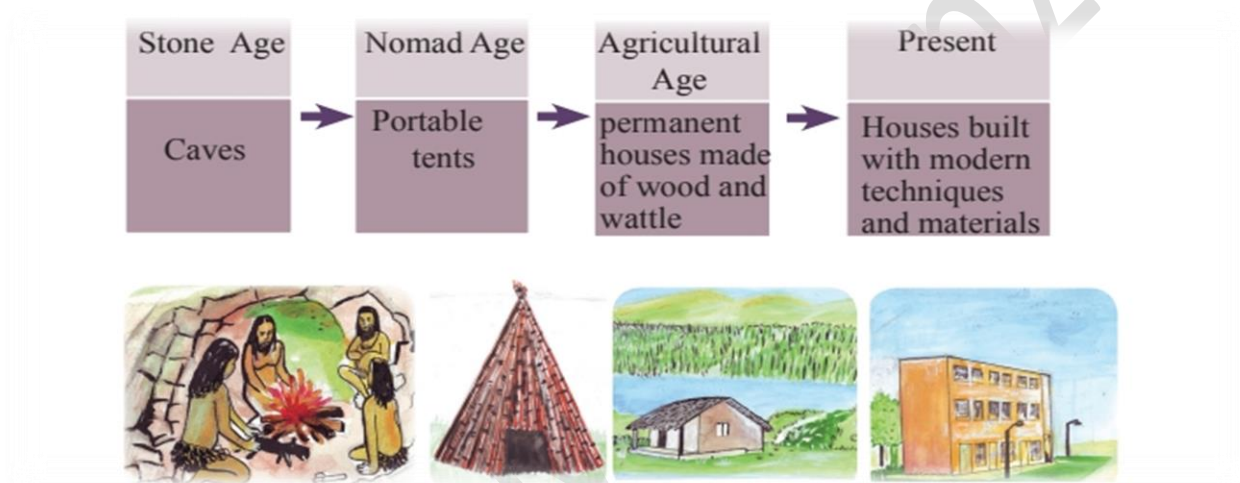 Stone Age
Caves
Nomad Age
Portable
tents
Agricultural
Age
permanent
houses made
of wood and
wattle
Present
Houses built
with modern
techniques
and materials